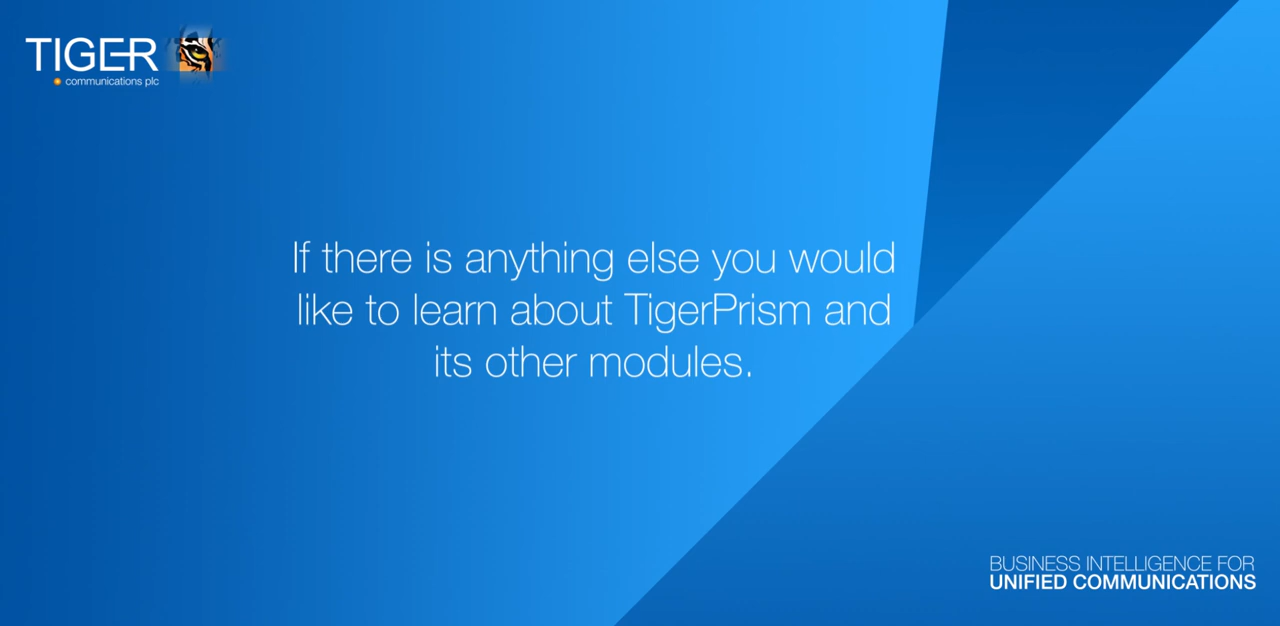 TIGER
communications plc
If there is anything else you would
like to learn about TigerPrism and
its other modules.
BUSINESS INTELLIGENCE FOR
UNIFIED COMMUNICATIONS